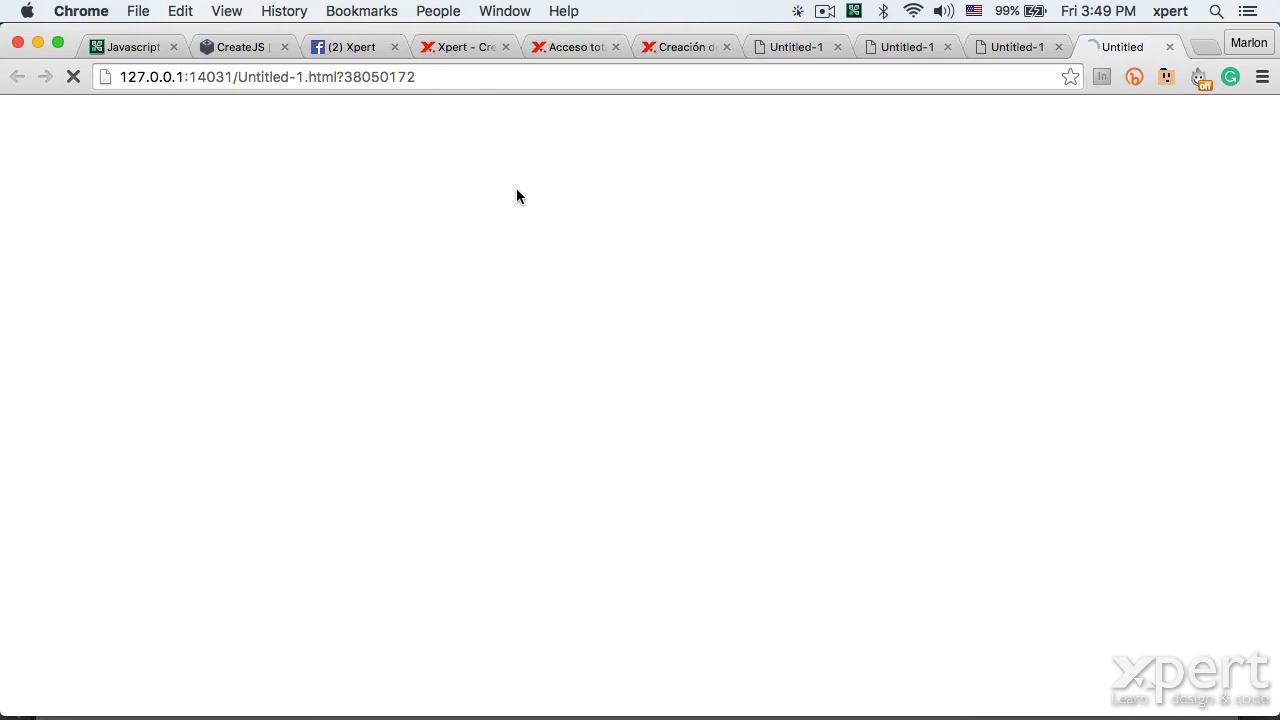 Chrome File Edit View History Bookmarks People Window Help 99% Fri 3:49 PM xpert
Javascript CreateJS | (2) Xpert Xpert - Cre Acceso tot Creación d Untitled-1 Untitled-1 Untitled-1 Untitled Marlon
127.0.0.1:14031/Untitled-1.html?38050172 In off
xpert
Learn design & code